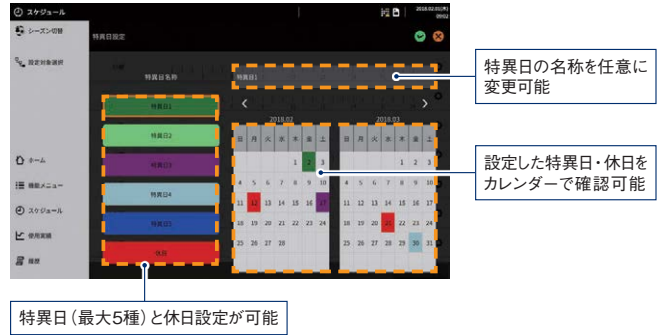 スケジュール
2018.02.01(木)
09:02
シーズン切替
特異日設定
設定対象選択
特異日名称
特異日1
特異日1
特異日2
特異日3
特異日4
特異日5
休日
2018.02
日 月 火 水 木 金 土
1 2 3
4 5 6 7 8 9 10
11 12 13 14 15 16 17
18 19 20 21 22 23 24
25 26 27 28
2018.03
日 月 火 水 木 金 土
1 2 3
4 5 6 7 8 9 10
11 12 13 14 15 16 17
18 19 20 21 22 23 24
25 26 27 28 29 30 31
ホーム
機能メニュー
スケジュール
使用実績
履歴
特異日の名称を任意に
変更可能
設定した特異日・休日を
カレンダーで確認可能
特異日(最大5種)と休日設定が可能